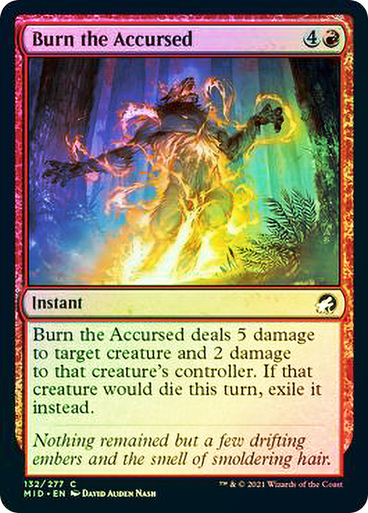 Burn the Accursed 4
Instant
Burn the Accursed deals 5 damage
to target creature and 2 damage
to that creature's controller. If that
creature would die this turn, exile it
instead.
Nothing remained but a few drifting
embers and the smell of smoldering hair.
132/277 C
MID • EN David Auden Nash ™ & © 2021 Wizards of the Coast